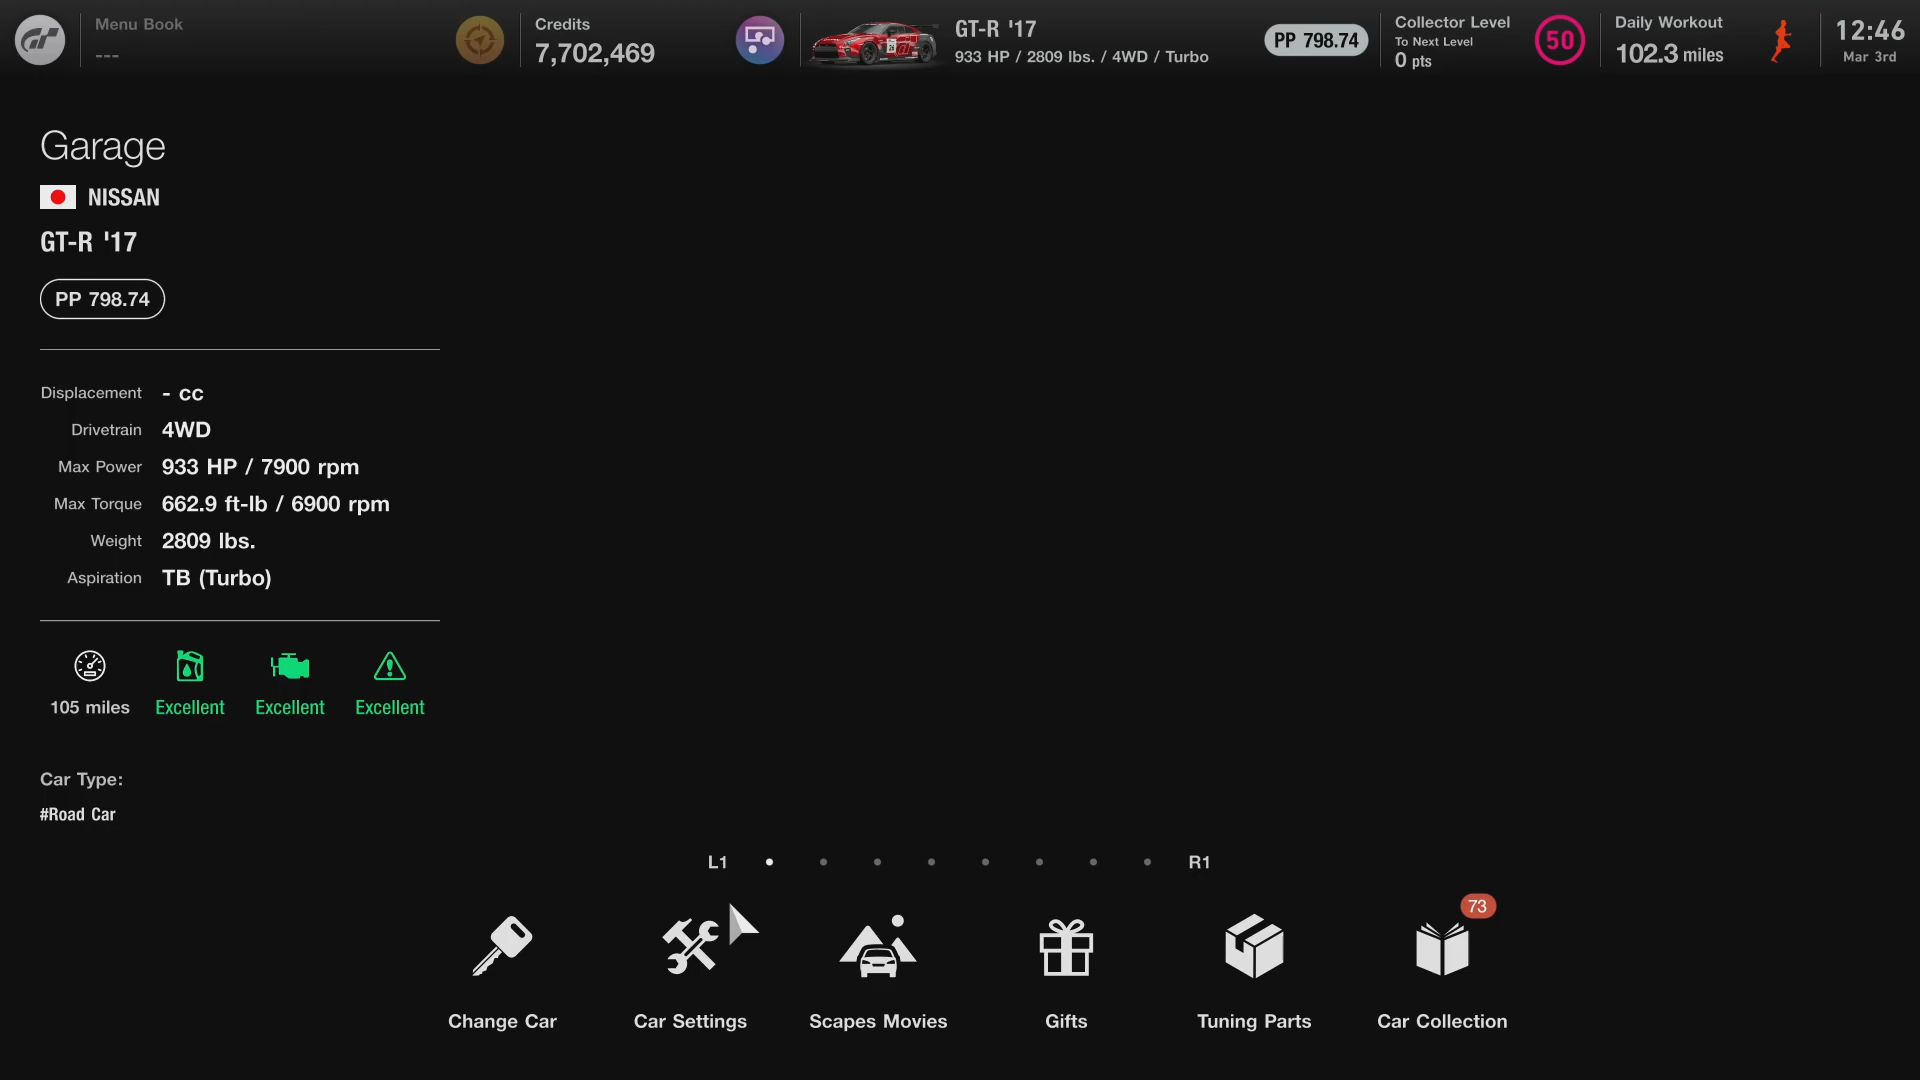 Menu Book
---
Credits
7,702,469
GT-R '17
933 HP / 2809 lbs. / 4WD / Turbo
PP 798.74
Collector Level
To Next Level
0 pts
50
Daily Workout
102.3 miles
12:46
Mar 3rd
Garage
NISSAN
GT-R '17
PP 798.74
Displacement - cc
Drivetrain 4WD
Max Power 933 HP / 7900 rpm
Max Torque 662.9 ft-lb / 6900 rpm
Weight 2809 lbs.
Aspiration TB (Turbo)
105 miles Excellent Excellent Excellent
Car Type:
#Road Car
L1 R1
73
Change Car Car Settings Scapes Movies Gifts Tuning Parts Car Collection